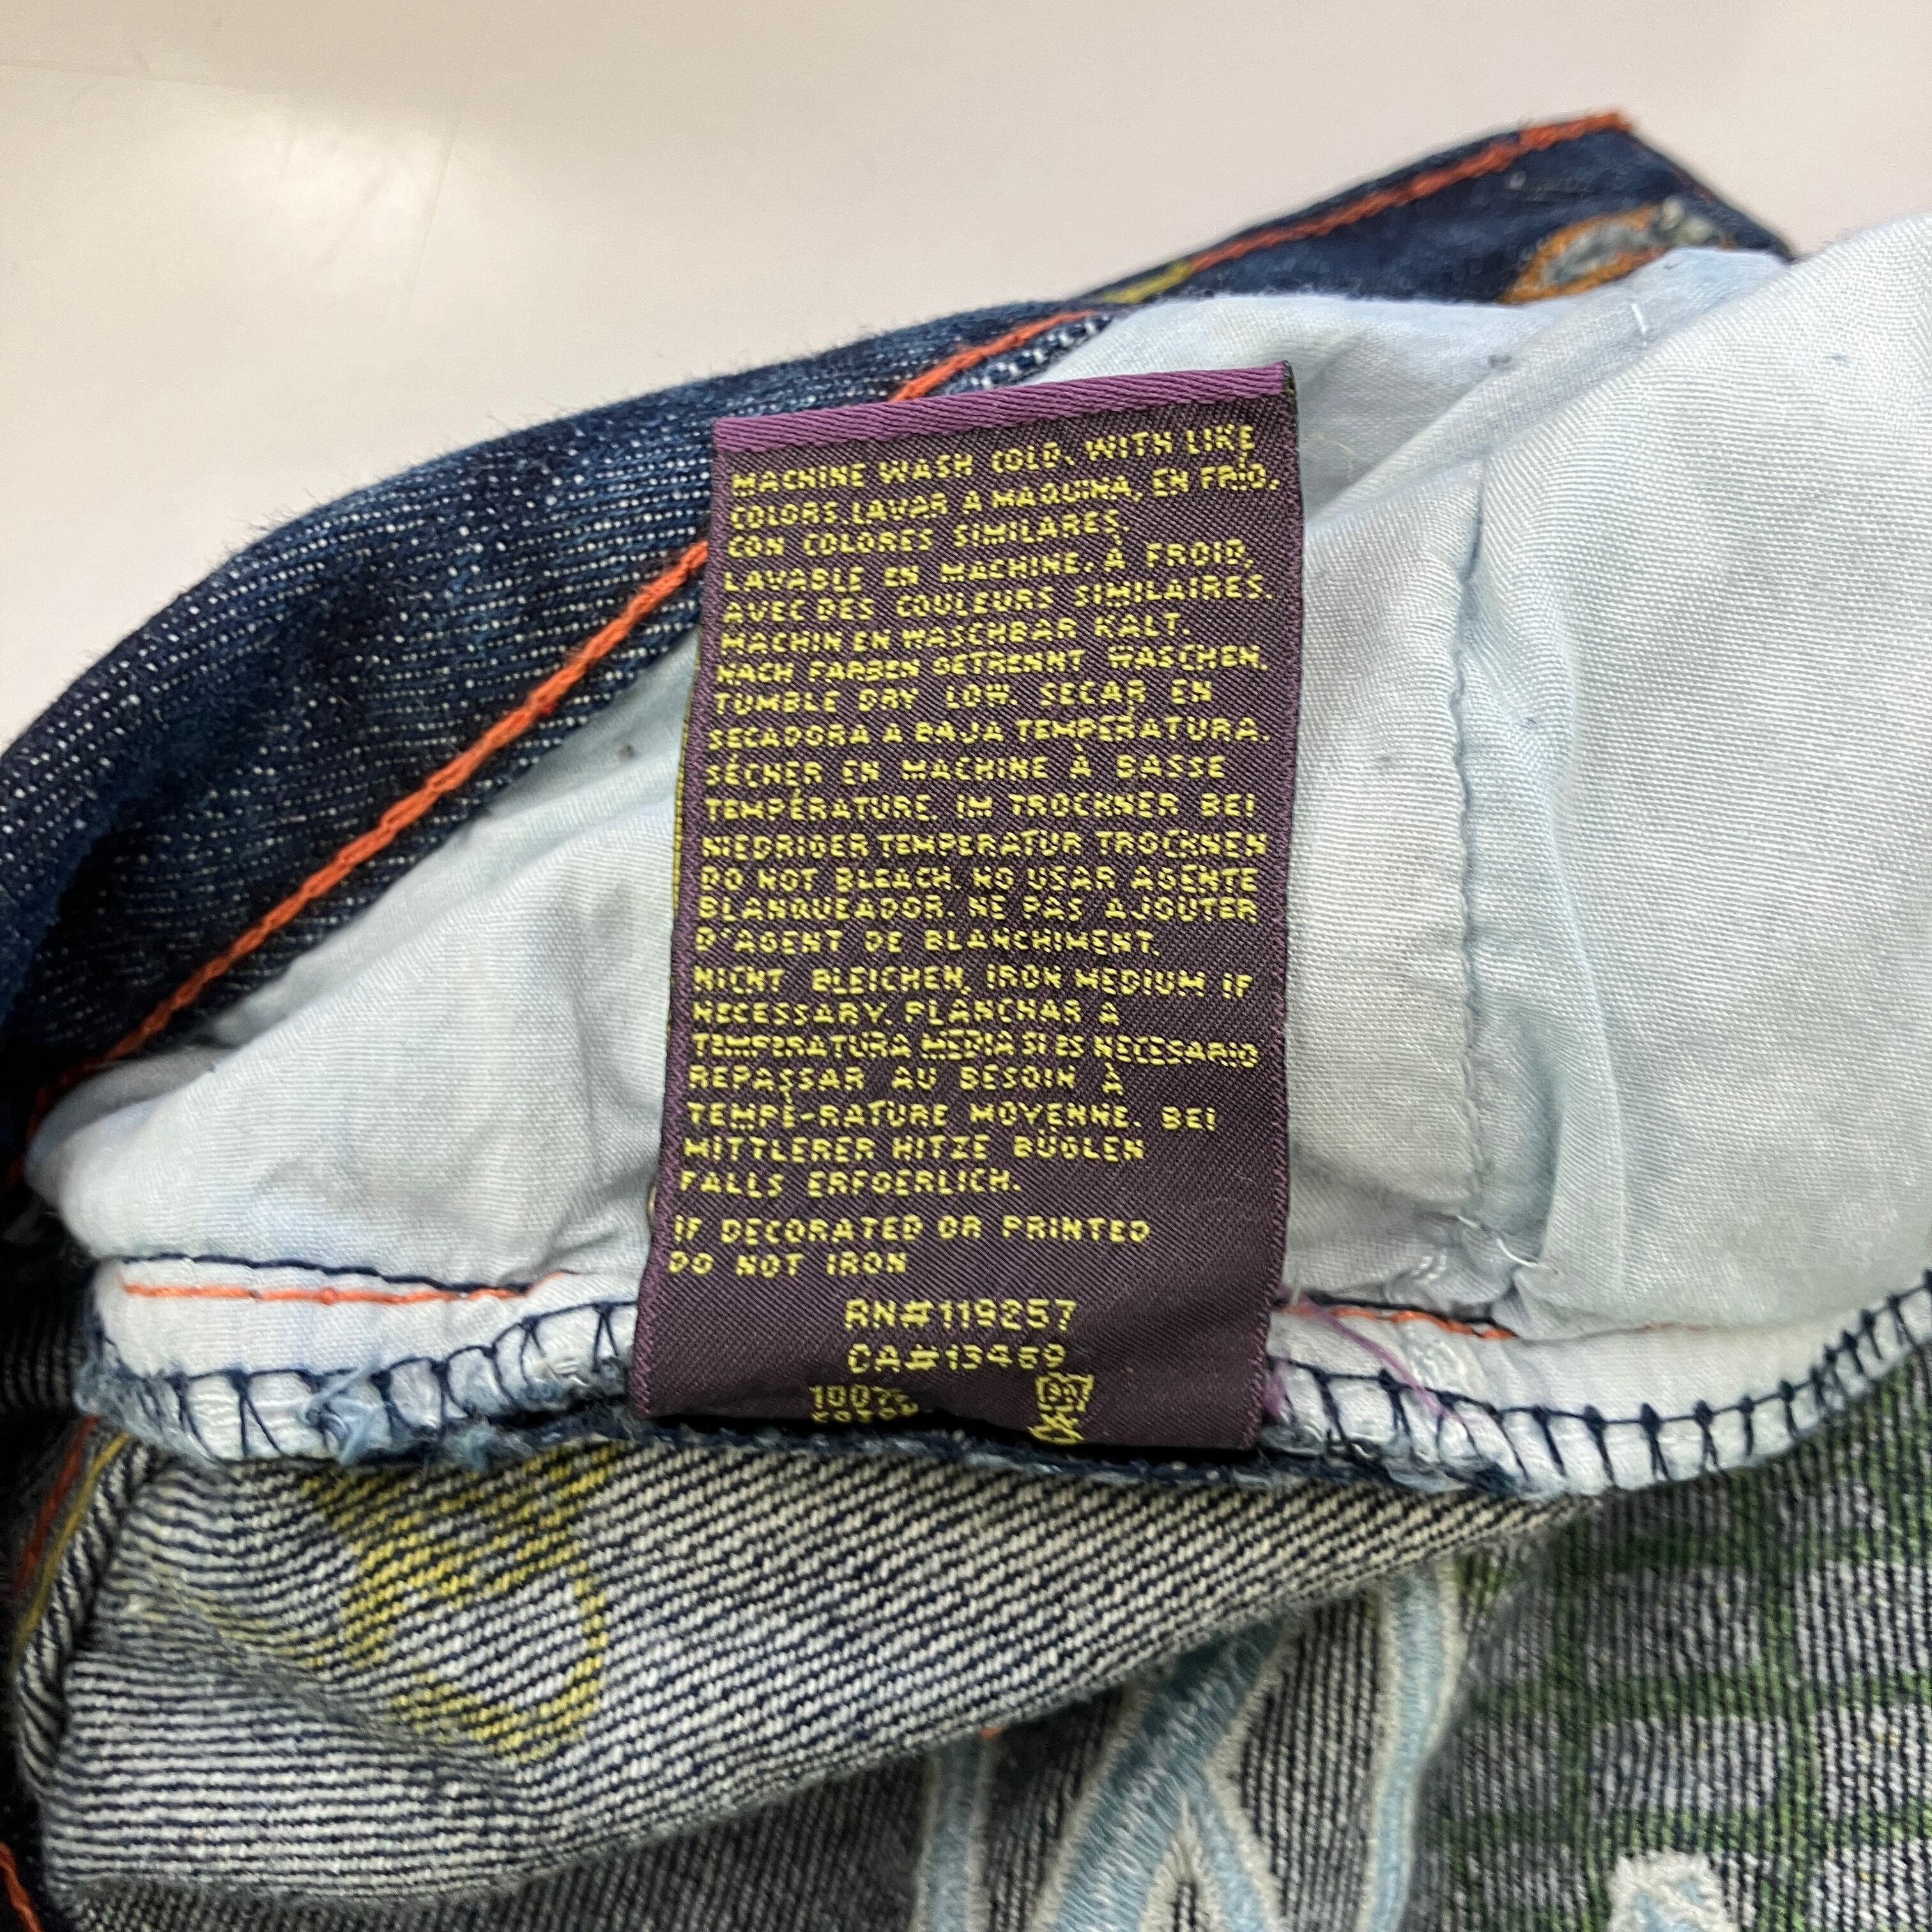 MACHINE WASH COLD. WITH LIKE
COLORS. LAVAR A MAQUINA, EN FRÍO,
CON COLORES SIMILARES.
LAVABLE EN MACHINE. À FROID,
AVEC DES COULEURS SIMILAIRES.
MACHIN EN WASCHBAR KALT.
NACH FARBEN GETRENNT WASCHEN.
TUMBLE DRY LOW. SECAR EN
SECADORA A BAJA TEMPERATURA.
SÉCHER EN MACHINE À BASSE
TEMPÉRATURE IM TROCKNER BEI
NIEDRIGER TEMPERATUR TROCKNEN
DO NOT BLEACH. NO USAR AGENTE
BLANQUEADOR. NE PAS AJOUTER
D'AGENT DE BLANCHIMENT.
NICHT BLEICHEN. IRON MEDIUM IF
NECESSARY. PLANCHAR A
TEMPERATURA MEDIA SI ES NECESARIO
REPASSAR AU BESOIN À
TEMPÉ-RATURE MOYENNE. BEI
MITTLERER HITZE BÜGLEN
FALLS ERFOERLICH.
IF DECORATED OR PRINTED
DO NOT IRON
RN#119257
CA#13469
100%